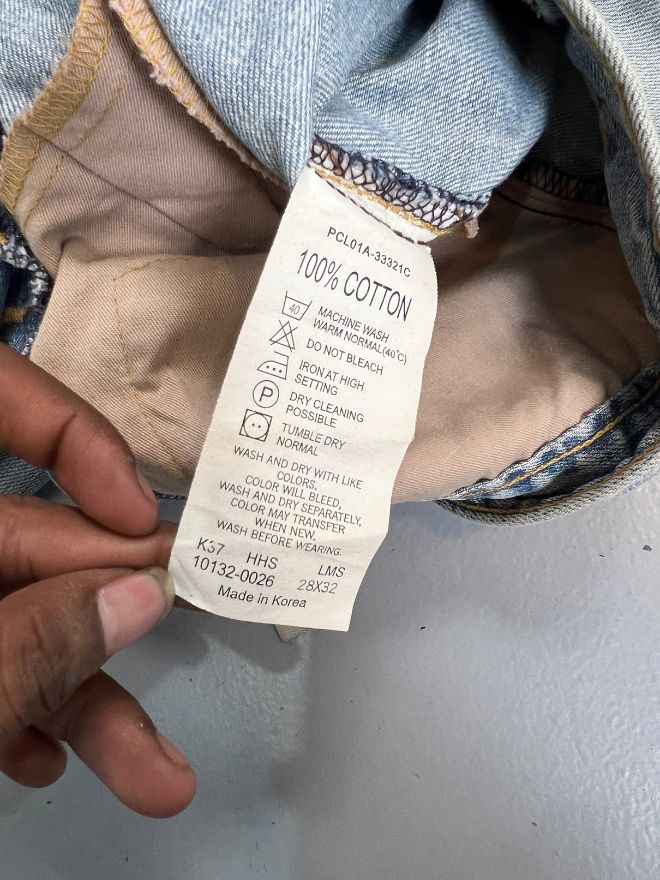 PCL01A-33321C
100% COTTON
40 MACHINE WASH
WARM NORMAL(40°C)
DO NOT BLEACH
IRON AT HIGH
SETTING
P DRY CLEANING
POSSIBLE
TUMBLE DRY
NORMAL
WASH AND DRY WITH LIKE
COLORS.
COLOR WILL BLEED,
WASH AND DRY SEPARATELY,
COLOR MAY TRANSFER
WHEN NEW.
WASH BEFORE WEARING.
K37 HHS LMS
10132-0026 28X32
Made in Korea